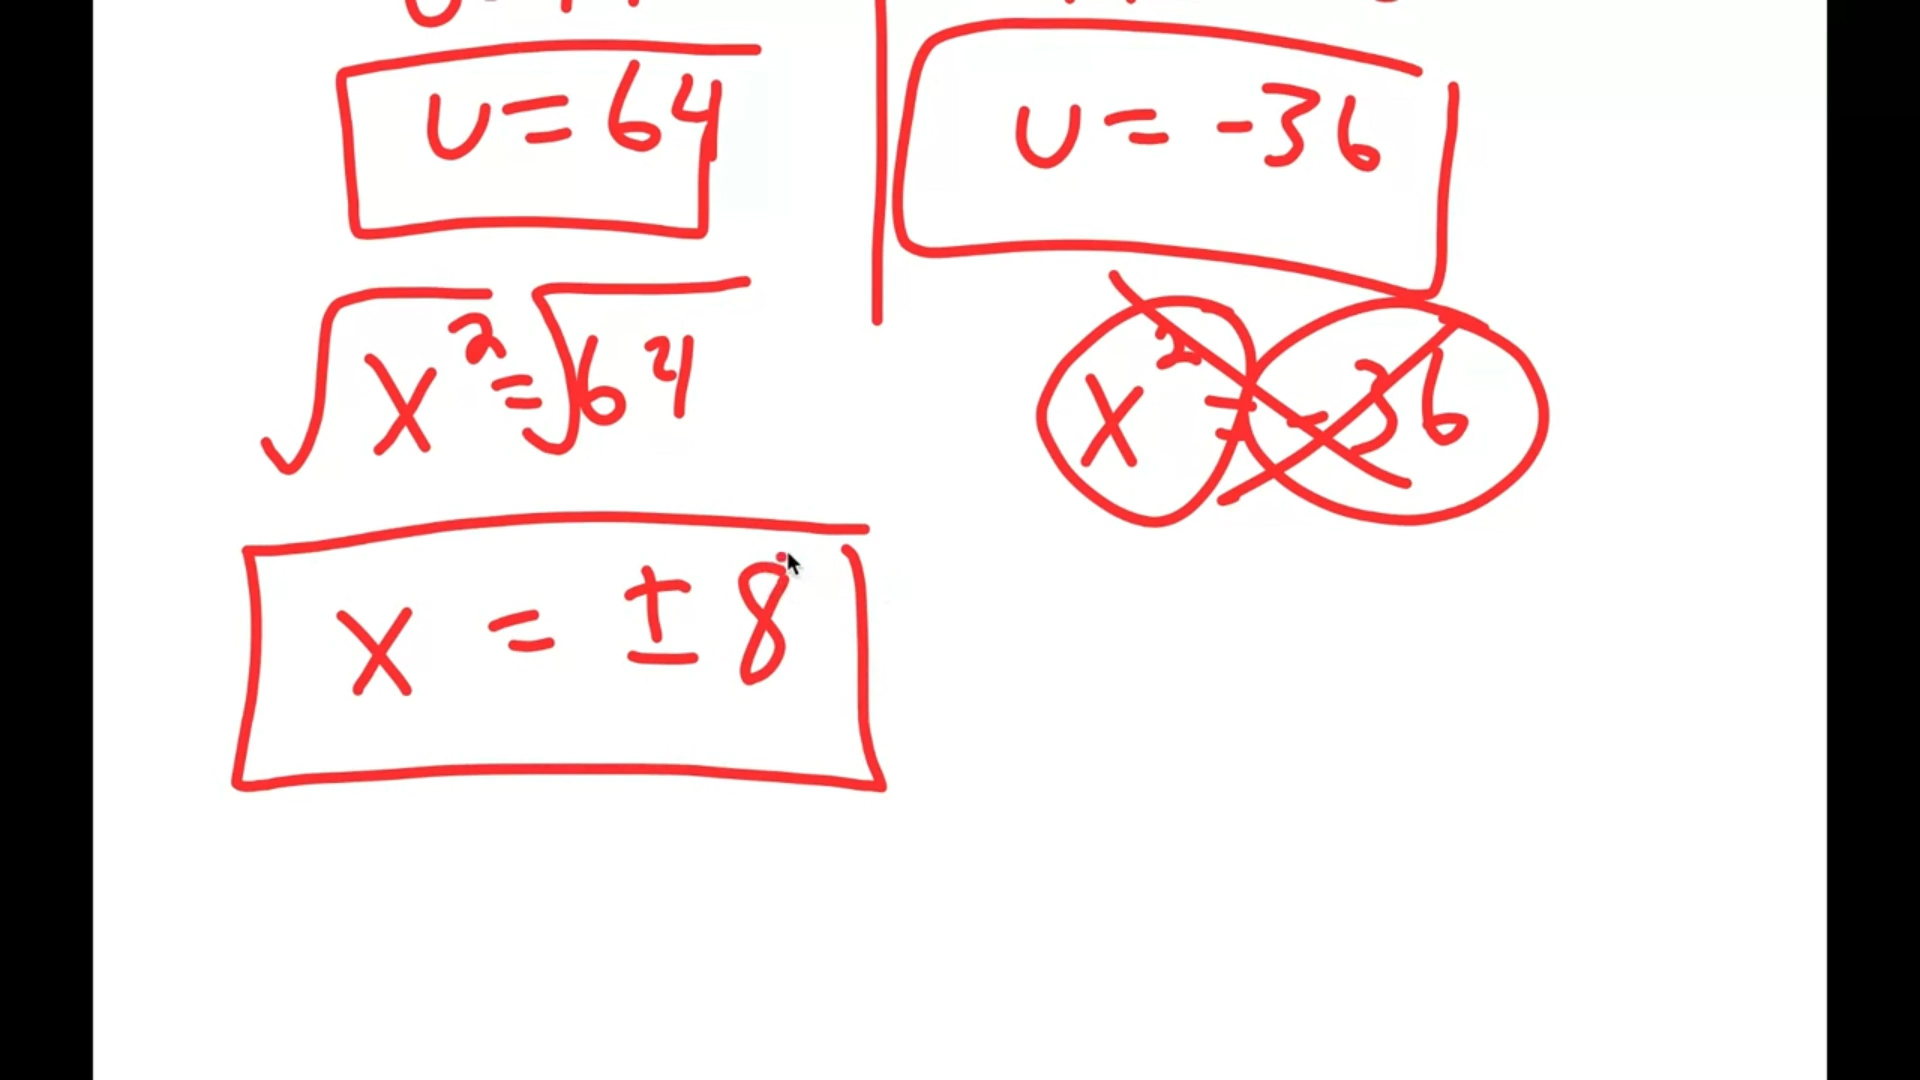 u = 64
u = -36
√x² = √64
x² = -36
x = ± 8